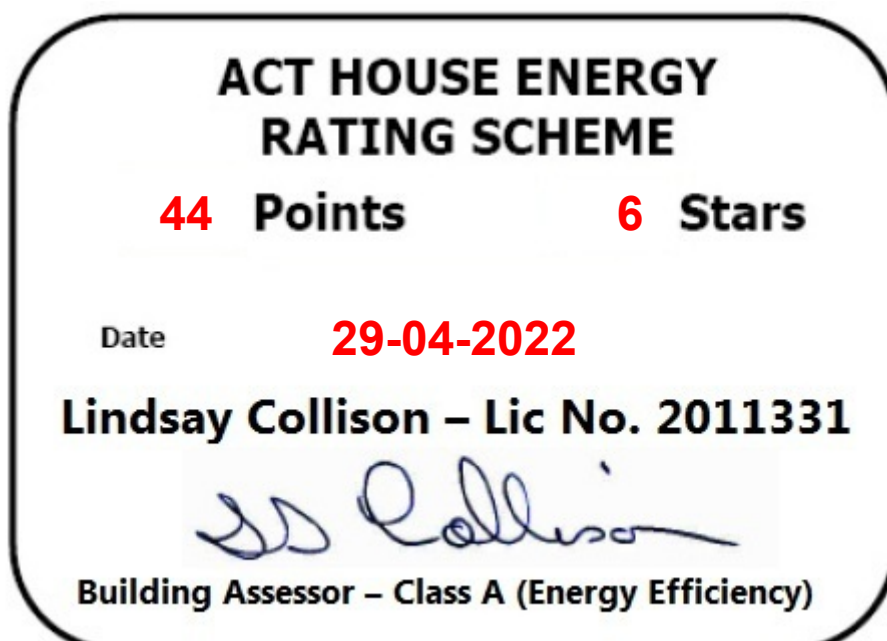 ACT HOUSE ENERGY
RATING SCHEME
44 Points 6 Stars
Date 29-04-2022
Lindsay Collison – Lic No. 2011331
Collison
Building Assessor – Class A (Energy Efficiency)